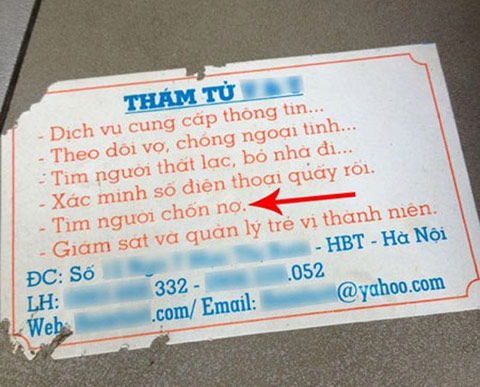 THÁM TỬ
- Dịch vụ cung cấp thông tin...
- Theo dõi vợ, chồng ngoại tình...
- Tìm người thất lạc, bỏ nhà đi...
- Xác minh số điện thoại quấy rối.
- Tìm người chốn nợ.
- Giám sát và quản lý trẻ vị thành niên.
ĐC: Số - HBT - Hà Nội
LH: 332 - .052
Web .com/ Email: @yahoo.com